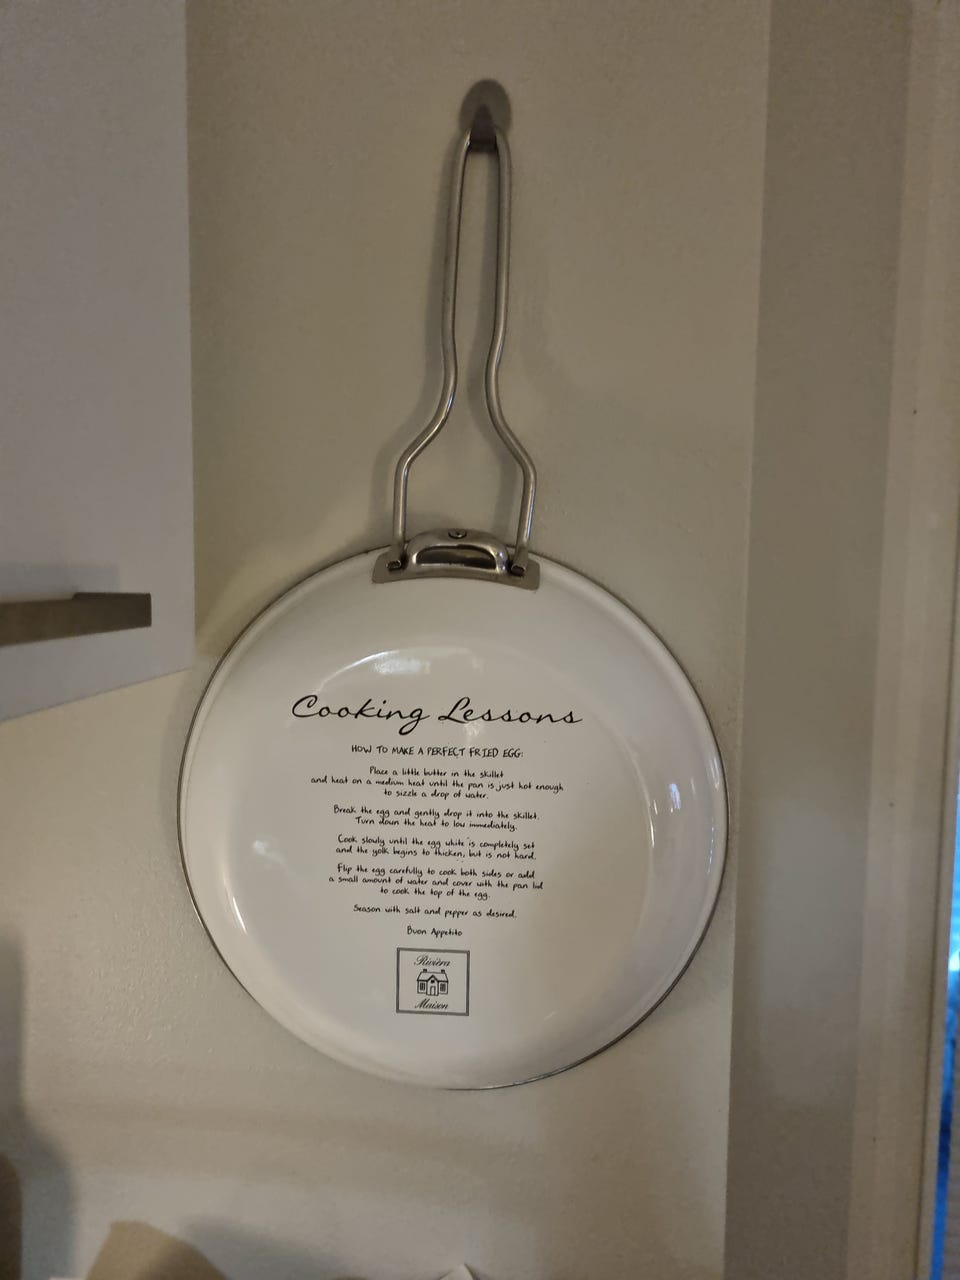 Cooking Lessons
HOW TO MAKE A PERFECT FRIED EGG:
Place a little butter in the skillet
and heat on a medium heat until the pan is just hot enough
to sizzle a drop of water.
Break the egg and gently drop it into the skillet.
Turn down the heat to low immediately.
Cook slowly until the egg white is completely set
and the yolk begins to thicken, but is not hard.
Flip the egg carefully to cook both sides or add
a small amount of water and cover with the pan lid
to cook the top of the egg.
Season with salt and pepper as desired.
Buon Appetito
Rivièra
Maison